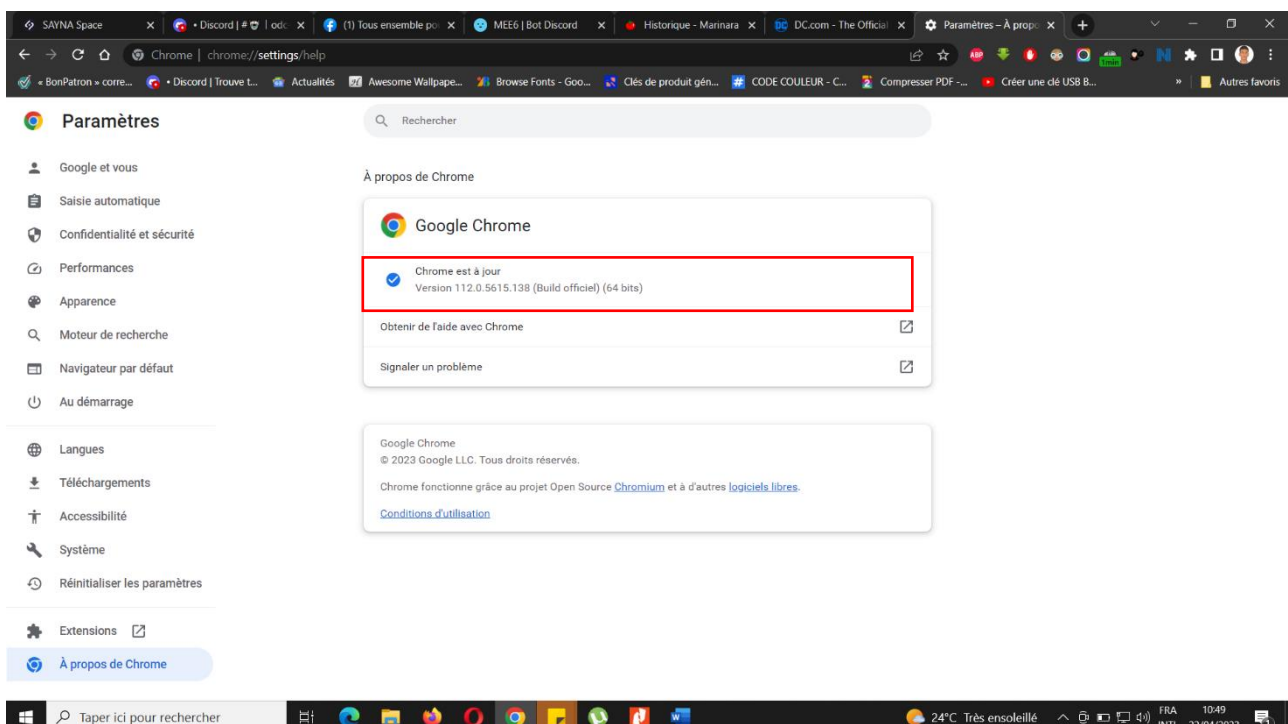 SAYNA Space
• Discord | #
(1) Tous ensemble po
MEE6 | Bot Discord
Historique - Marinara
DC.com - The Official
Paramètres – À propo
Chrome | chrome://settings/help
« BonPatron » corre...
• Discord | Trouve t...
Actualités
Awesome Wallpape...
Browse Fonts - Goo...
Clés de produit gén...
CODE COULEUR - C...
Compresser PDF -...
Créer une clé USB B...
»
Autres favoris
ABP
1min
Paramètres
Rechercher
Google et vous
Saisie automatique
Confidentialité et sécurité
Performances
Apparence
Moteur de recherche
Navigateur par défaut
Au démarrage
Langues
Téléchargements
Accessibilité
Système
Réinitialiser les paramètres
Extensions
À propos de Chrome
À propos de Chrome
Google Chrome
Chrome est à jour
Version 112.0.5615.138 (Build officiel) (64 bits)
Obtenir de l'aide avec Chrome
Signaler un problème
Google Chrome
© 2023 Google LLC. Tous droits réservés.
Chrome fonctionne grâce au projet Open Source Chromium et à d'autres logiciels libres.
Conditions d'utilisation
Taper ici pour rechercher
24°C Très ensoleillé
FRA
10:49